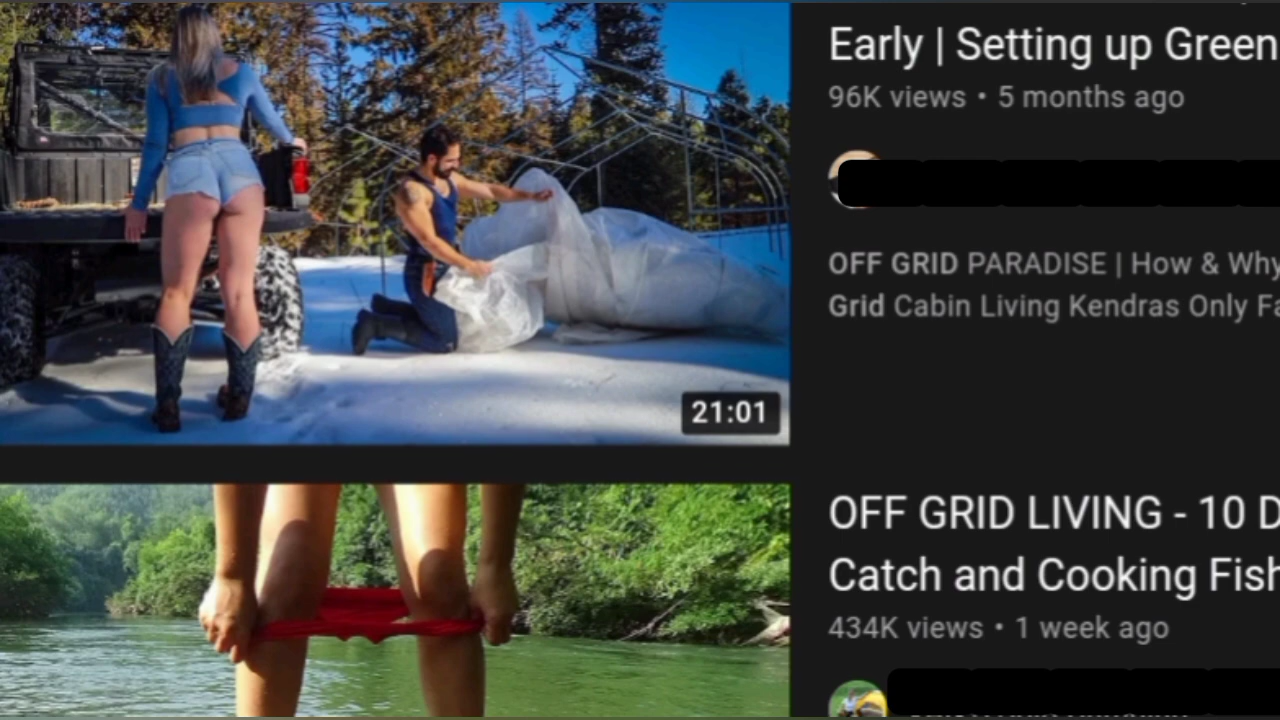 Early | Setting up Green
96K views • 5 months ago
OFF GRID PARADISE | How & Why
Grid Cabin Living Kendras Only Fa
21:01
OFF GRID LIVING - 10 D
Catch and Cooking Fish
434K views • 1 week ago